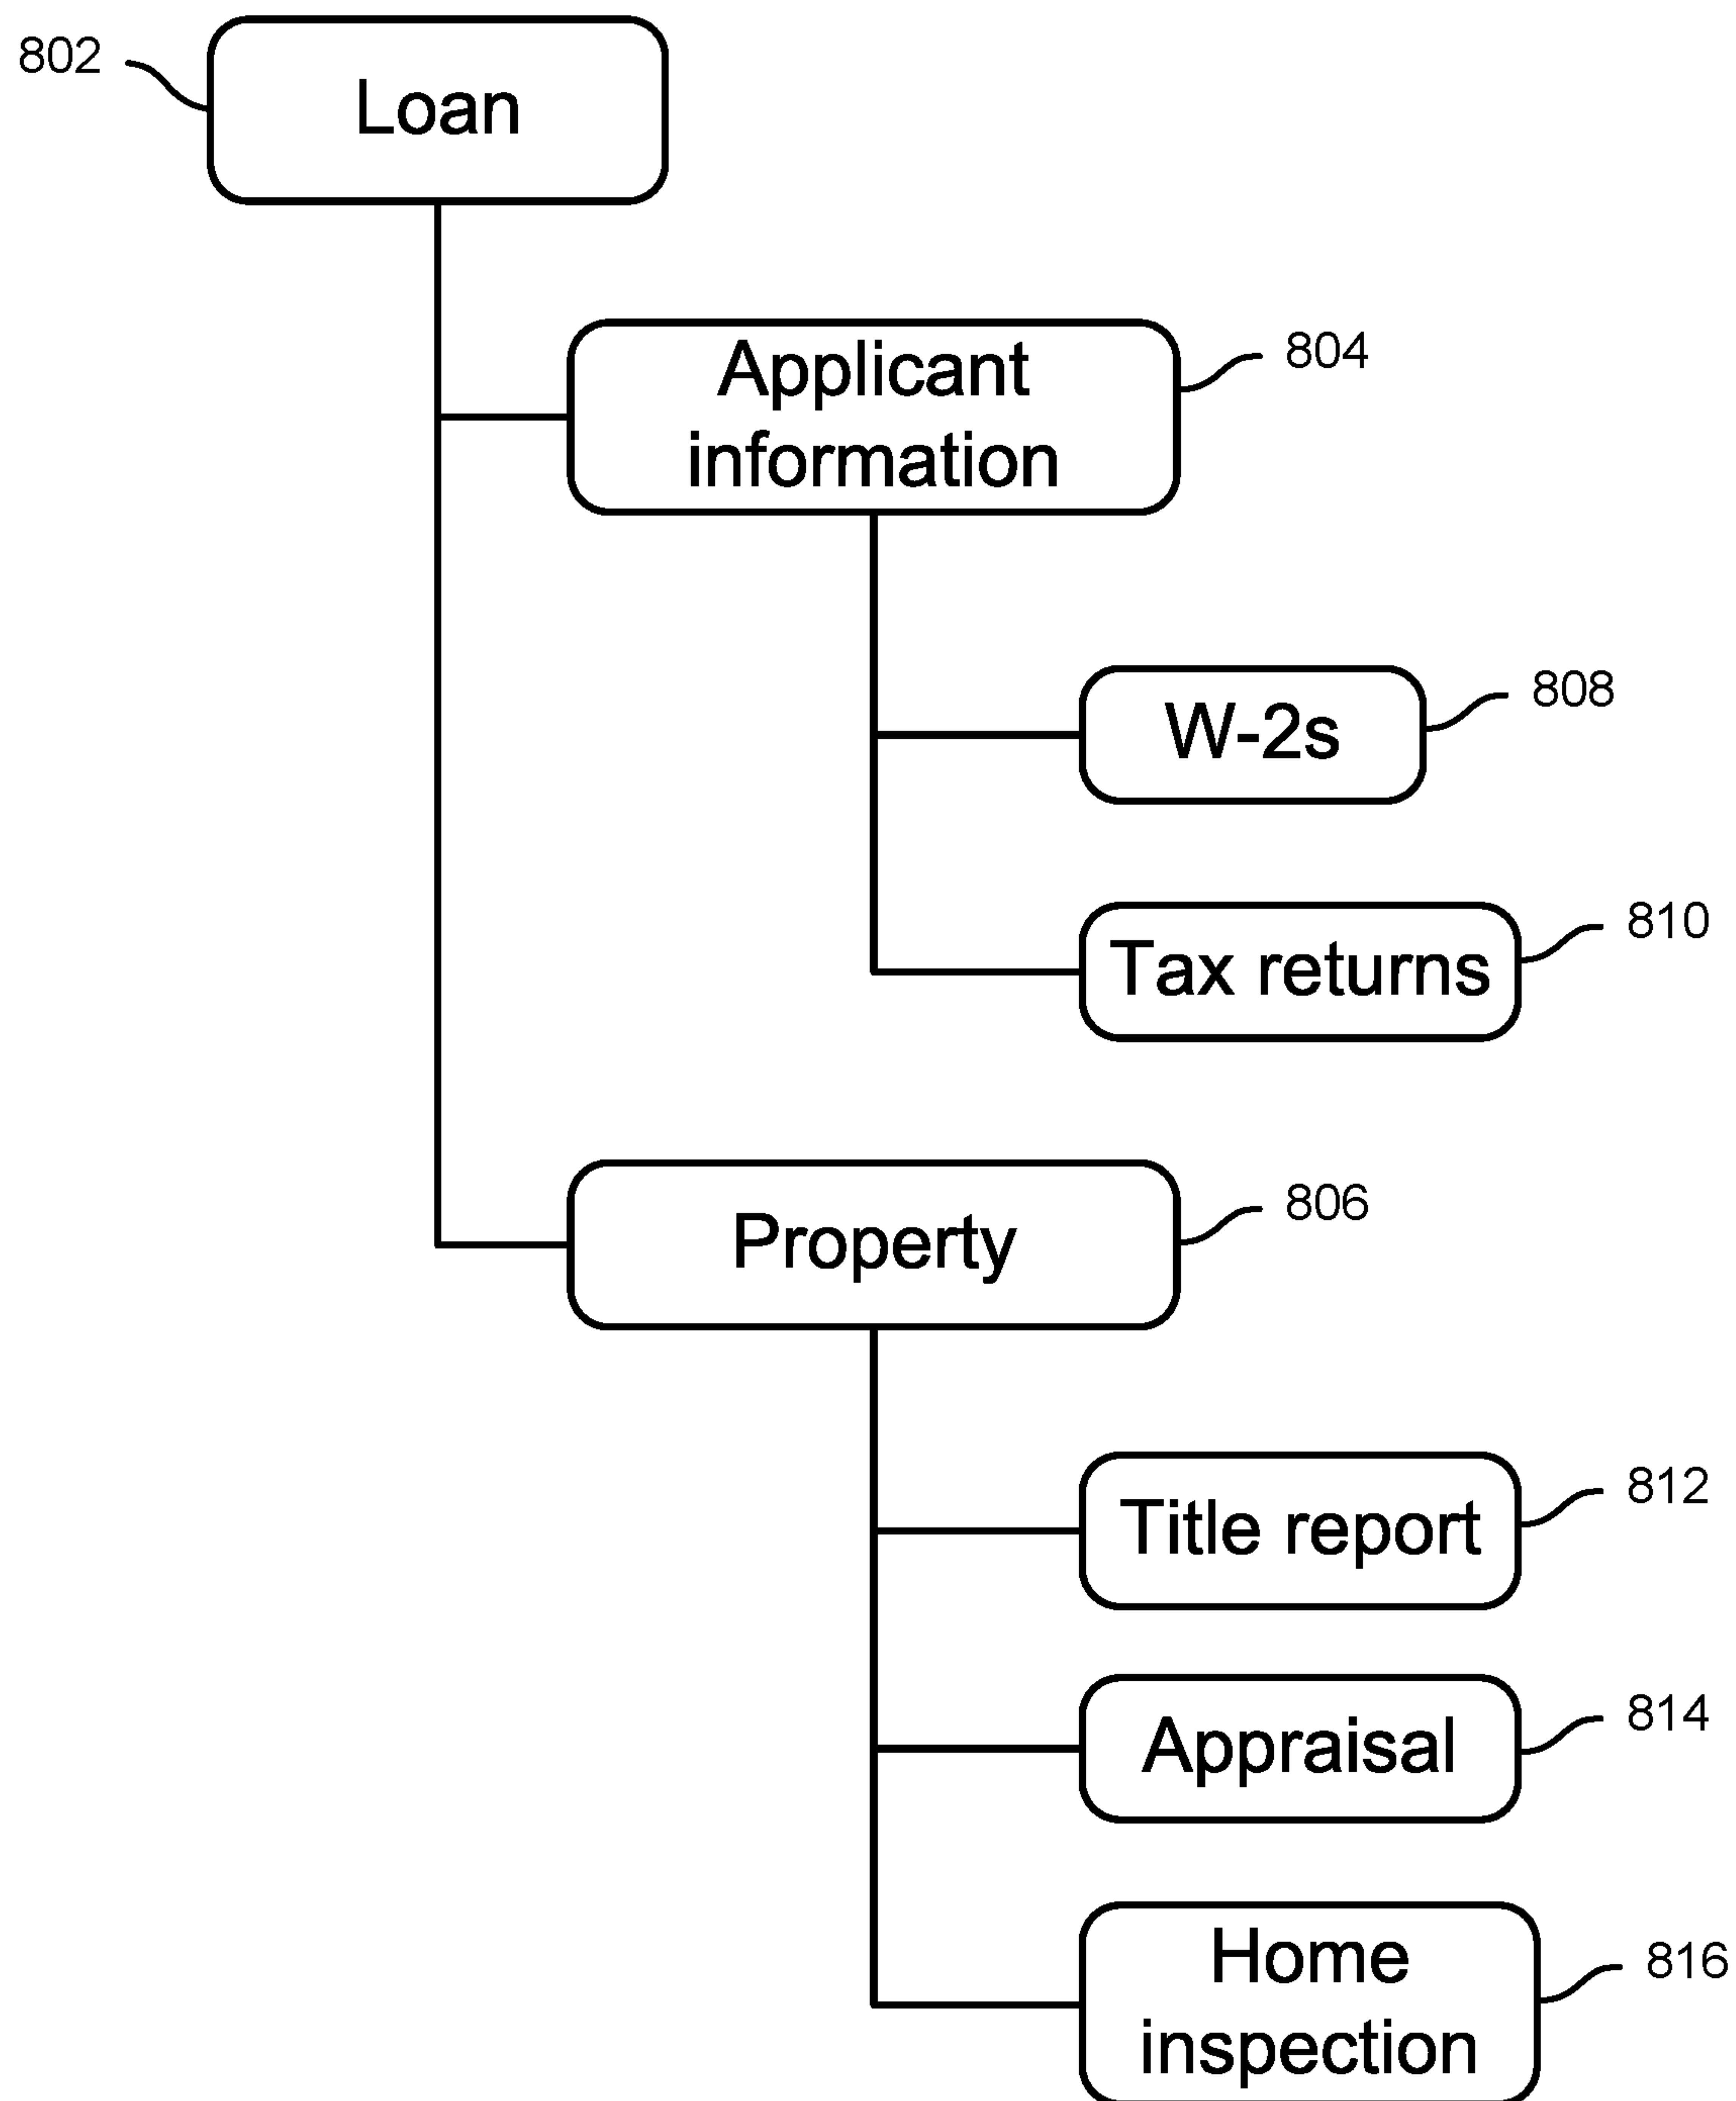 802
Loan
Applicant
information
804
W-2s
808
Tax returns
810
Property
806
Title report
812
Appraisal
814
Home
inspection
816